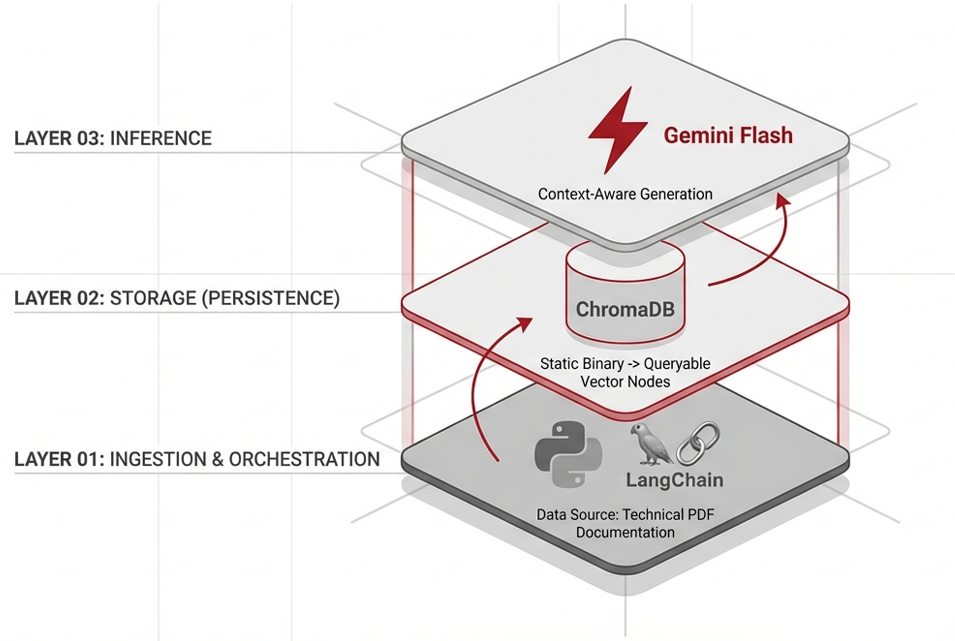 LAYER 03: INFERENCE
Gemini Flash
Context-Aware Generation
LAYER 02: STORAGE (PERSISTENCE)
ChromaDB
Static Binary -> Queryable
Vector Nodes
LAYER 01: INGESTION & ORCHESTRATION
LangChain
Data Source: Technical PDF
Documentation